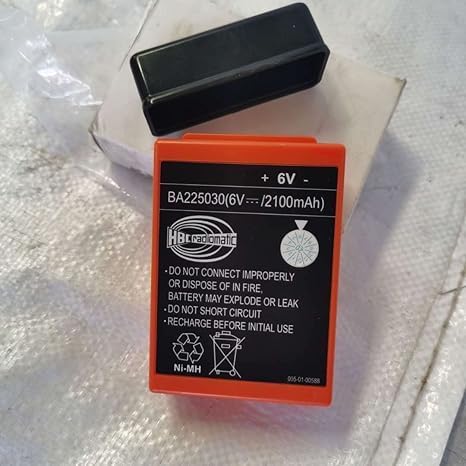 + 6V -
BA225030(6V⎓/2100mAh)
HBC radiomatic
• DO NOT CONNECT IMPROPERLY
OR DISPOSE OF IN FIRE,
BATTERY MAY EXPLODE OR LEAK
• DO NOT SHORT CIRCUIT
• RECHARGE BEFORE INITIAL USE
Ni-MH
005-01-00588